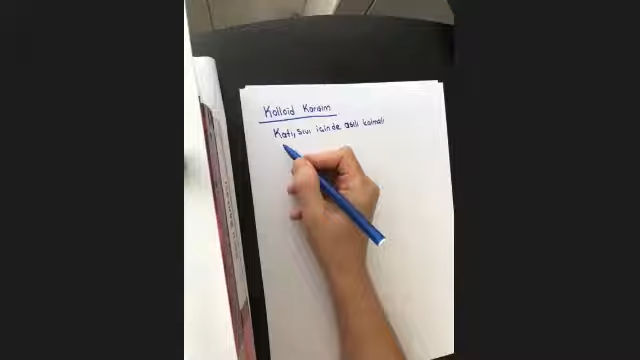 Kolloid Karışım
Katı, sıvı içinde asılı kalmalı